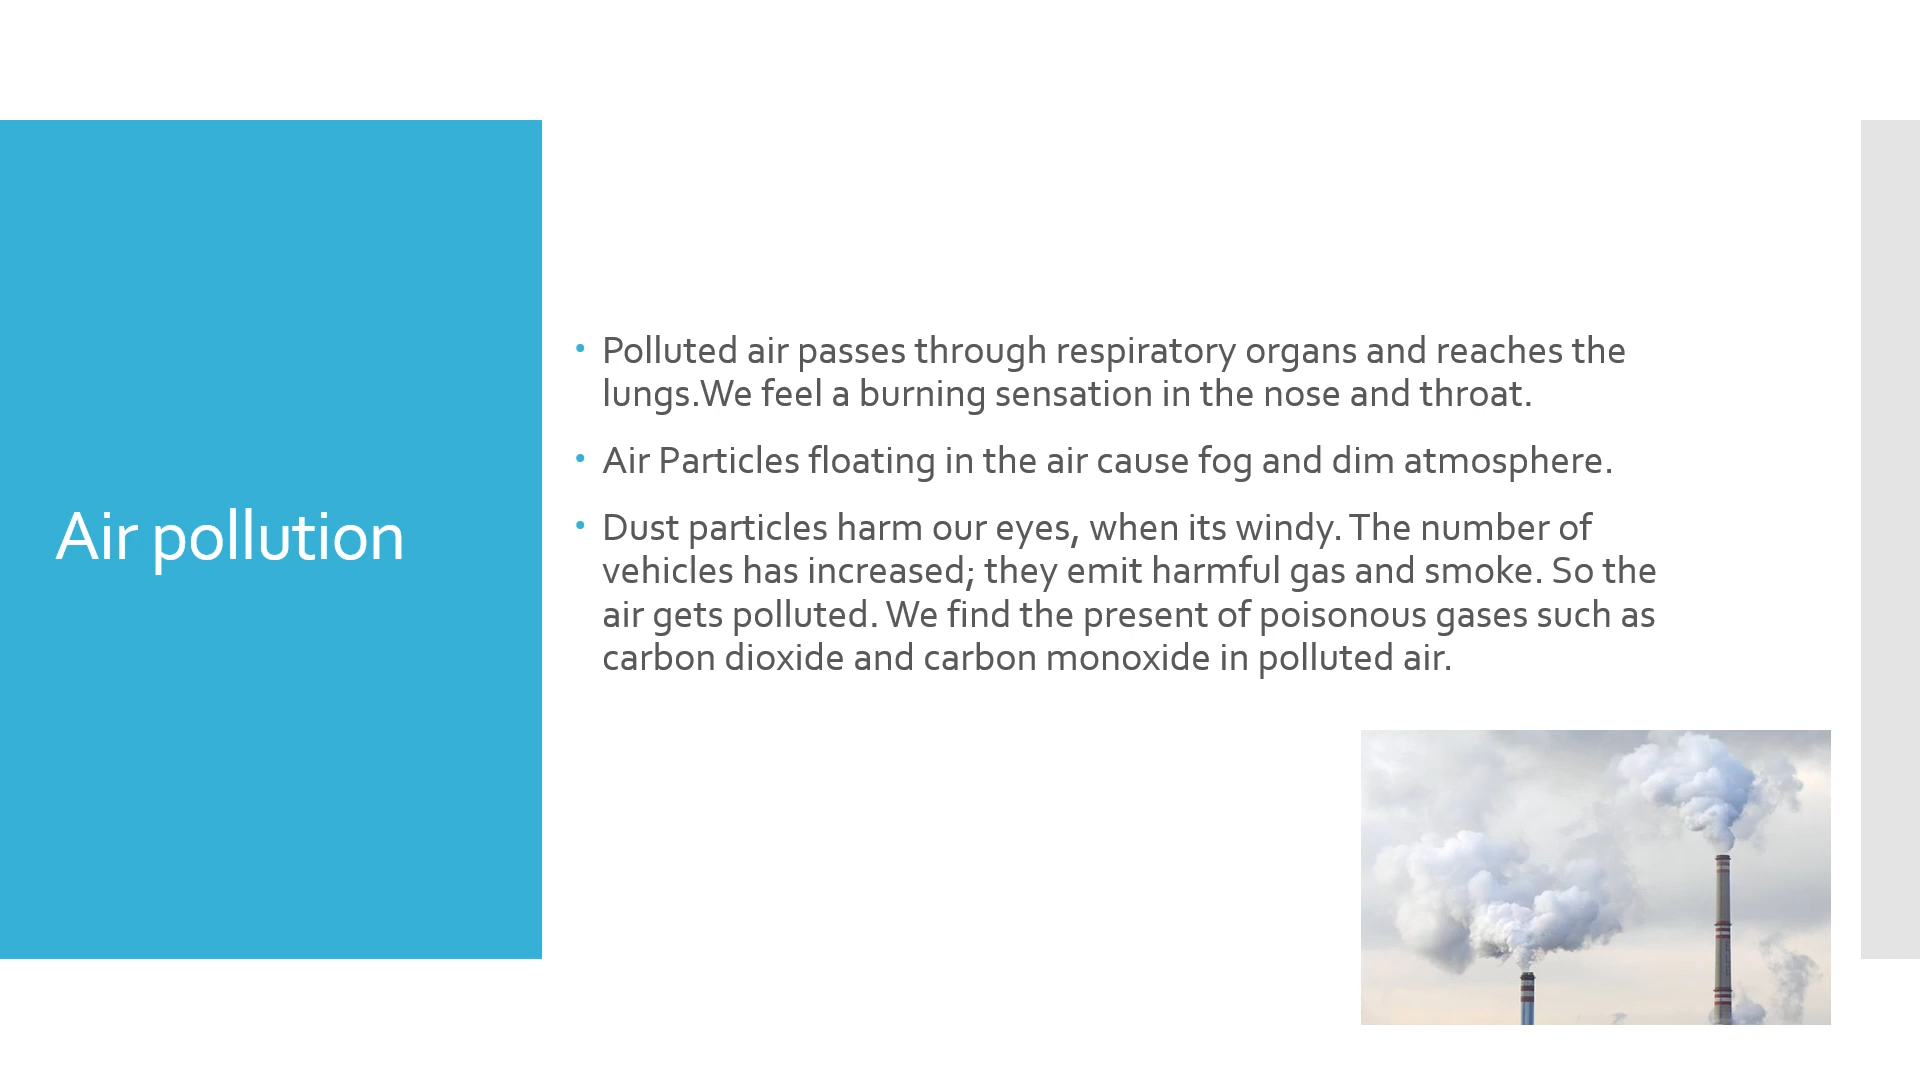 Air pollution
• Polluted air passes through respiratory organs and reaches the
lungs.We feel a burning sensation in the nose and throat.
• Air Particles floating in the air cause fog and dim atmosphere.
• Dust particles harm our eyes, when its windy. The number of
vehicles has increased; they emit harmful gas and smoke. So the
air gets polluted. We find the present of poisonous gases such as
carbon dioxide and carbon monoxide in polluted air.